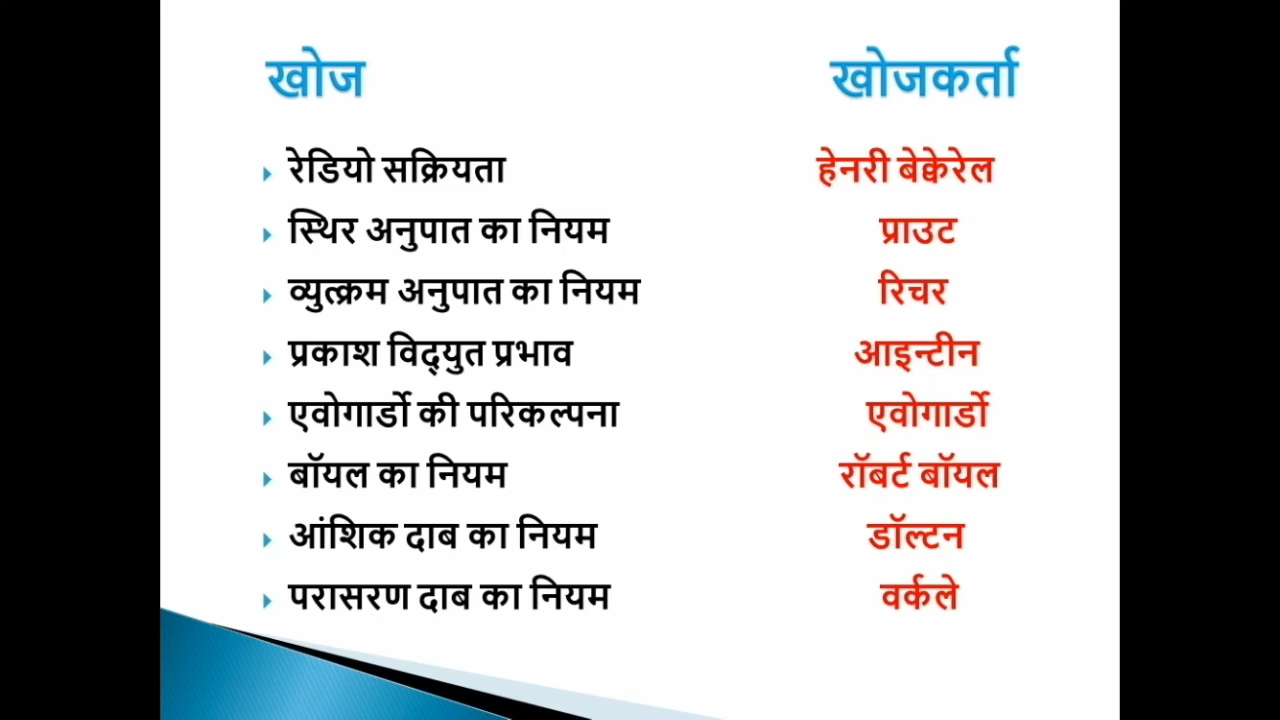 खोज खोजकर्ता
रेडियो सक्रियता हेनरी बेक्वेरेल
स्थिर अनुपात का नियम प्राउट
व्युत्क्रम अनुपात का नियम रिचर
प्रकाश विद्युत प्रभाव आइन्टीन
एवोगार्डो की परिकल्पना एवोगार्डो
बॉयल का नियम रॉबर्ट बॉयल
आंशिक दाब का नियम डॉल्टन
परासरण दाब का नियम वर्कले